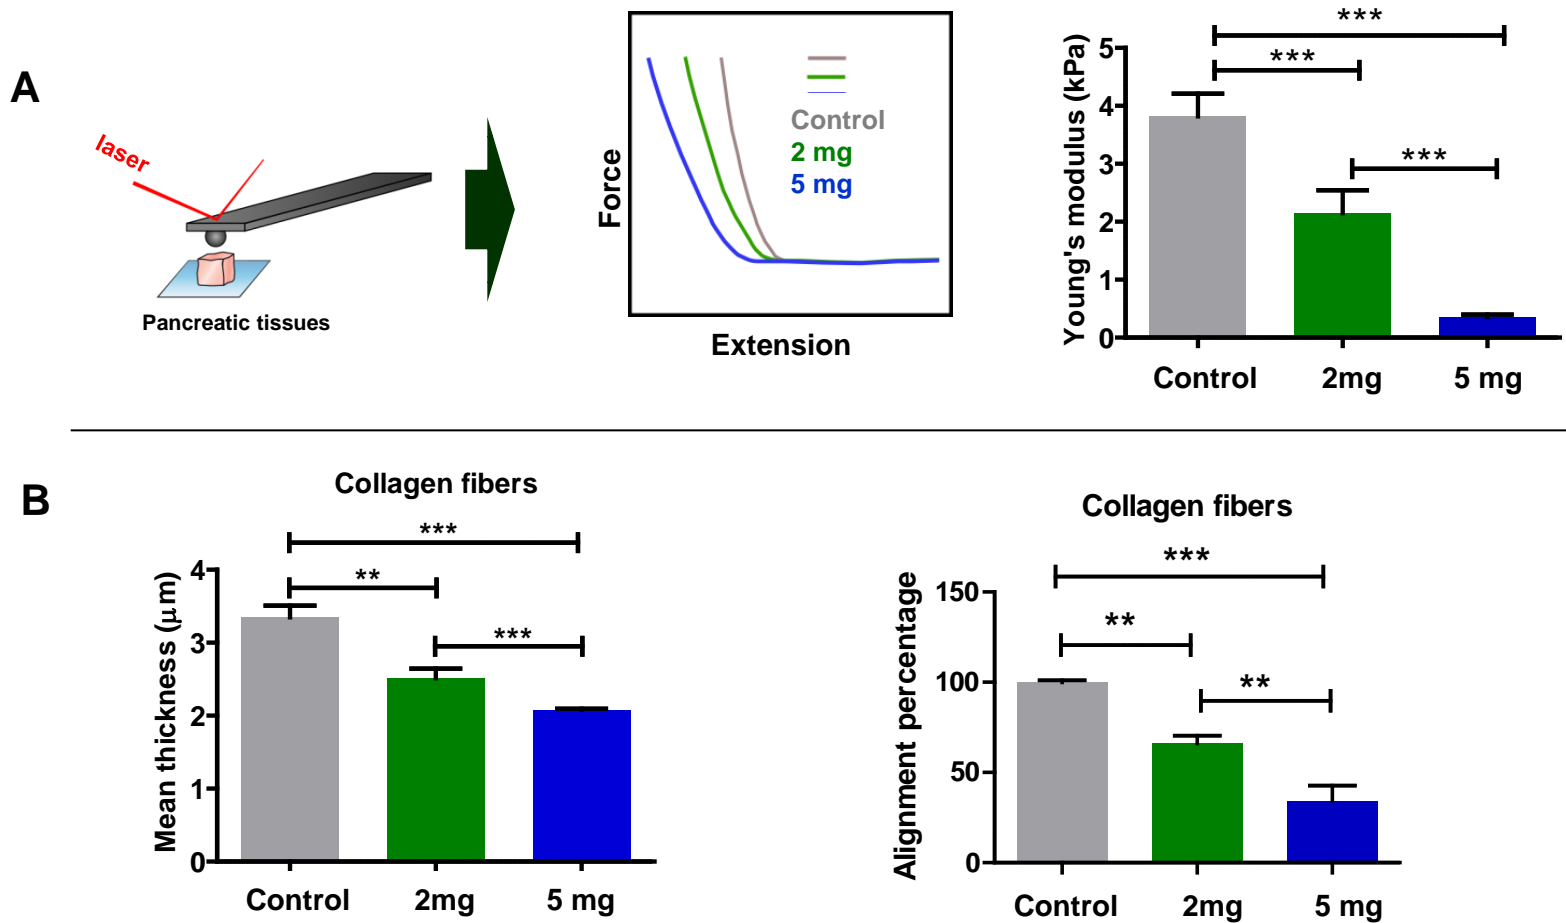 A
laser
Pancreatic tissues
Force
Control
2 mg
5 mg
Extension
Young's modulus (kPa)
5
4
3
2
1
0
***
***
***
Control 2mg 5 mg
B
Collagen fibers
Mean thickness (μm)
4
3
2
1
0
***
**
***
Control 2mg 5 mg
Collagen fibers
Alignment percentage
150
100
50
0
***
**
**
Control 2mg 5 mg